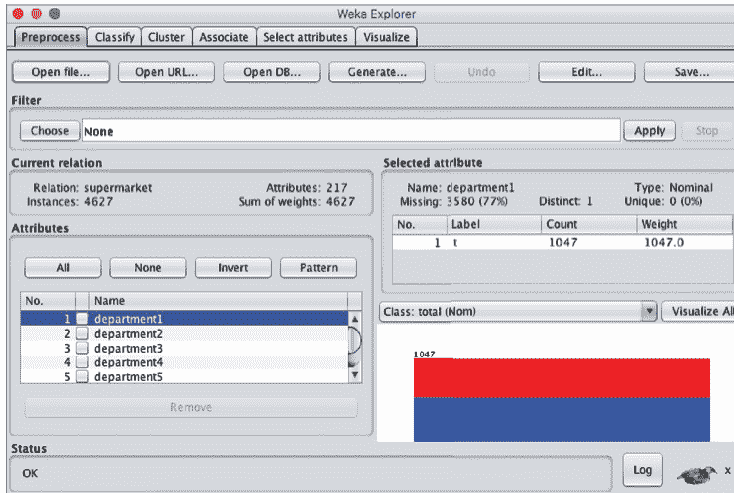 Weka Explorer
Preprocess Classify Cluster Associate Select attributes Visualize
Open file... Open URL... Open DB... Generate... Undo Edit... Save...
Filter
Choose None Apply Stop
Current relation
Relation: supermarket Attributes: 217
Instances: 4627 Sum of weights: 4627
Selected attribute
Name: department1 Type: Nominal
Missing: 3580 (77%) Distinct: 1 Unique: 0 (0%)
No. Label Count Weight
1 t 1047 1047.0
Attributes
All None Invert Pattern
No. Name
1 department1
2 department2
3 department3
4 department4
5 department5
Remove
Class: total (Nom) Visualize All
1047
Status
OK
Log x